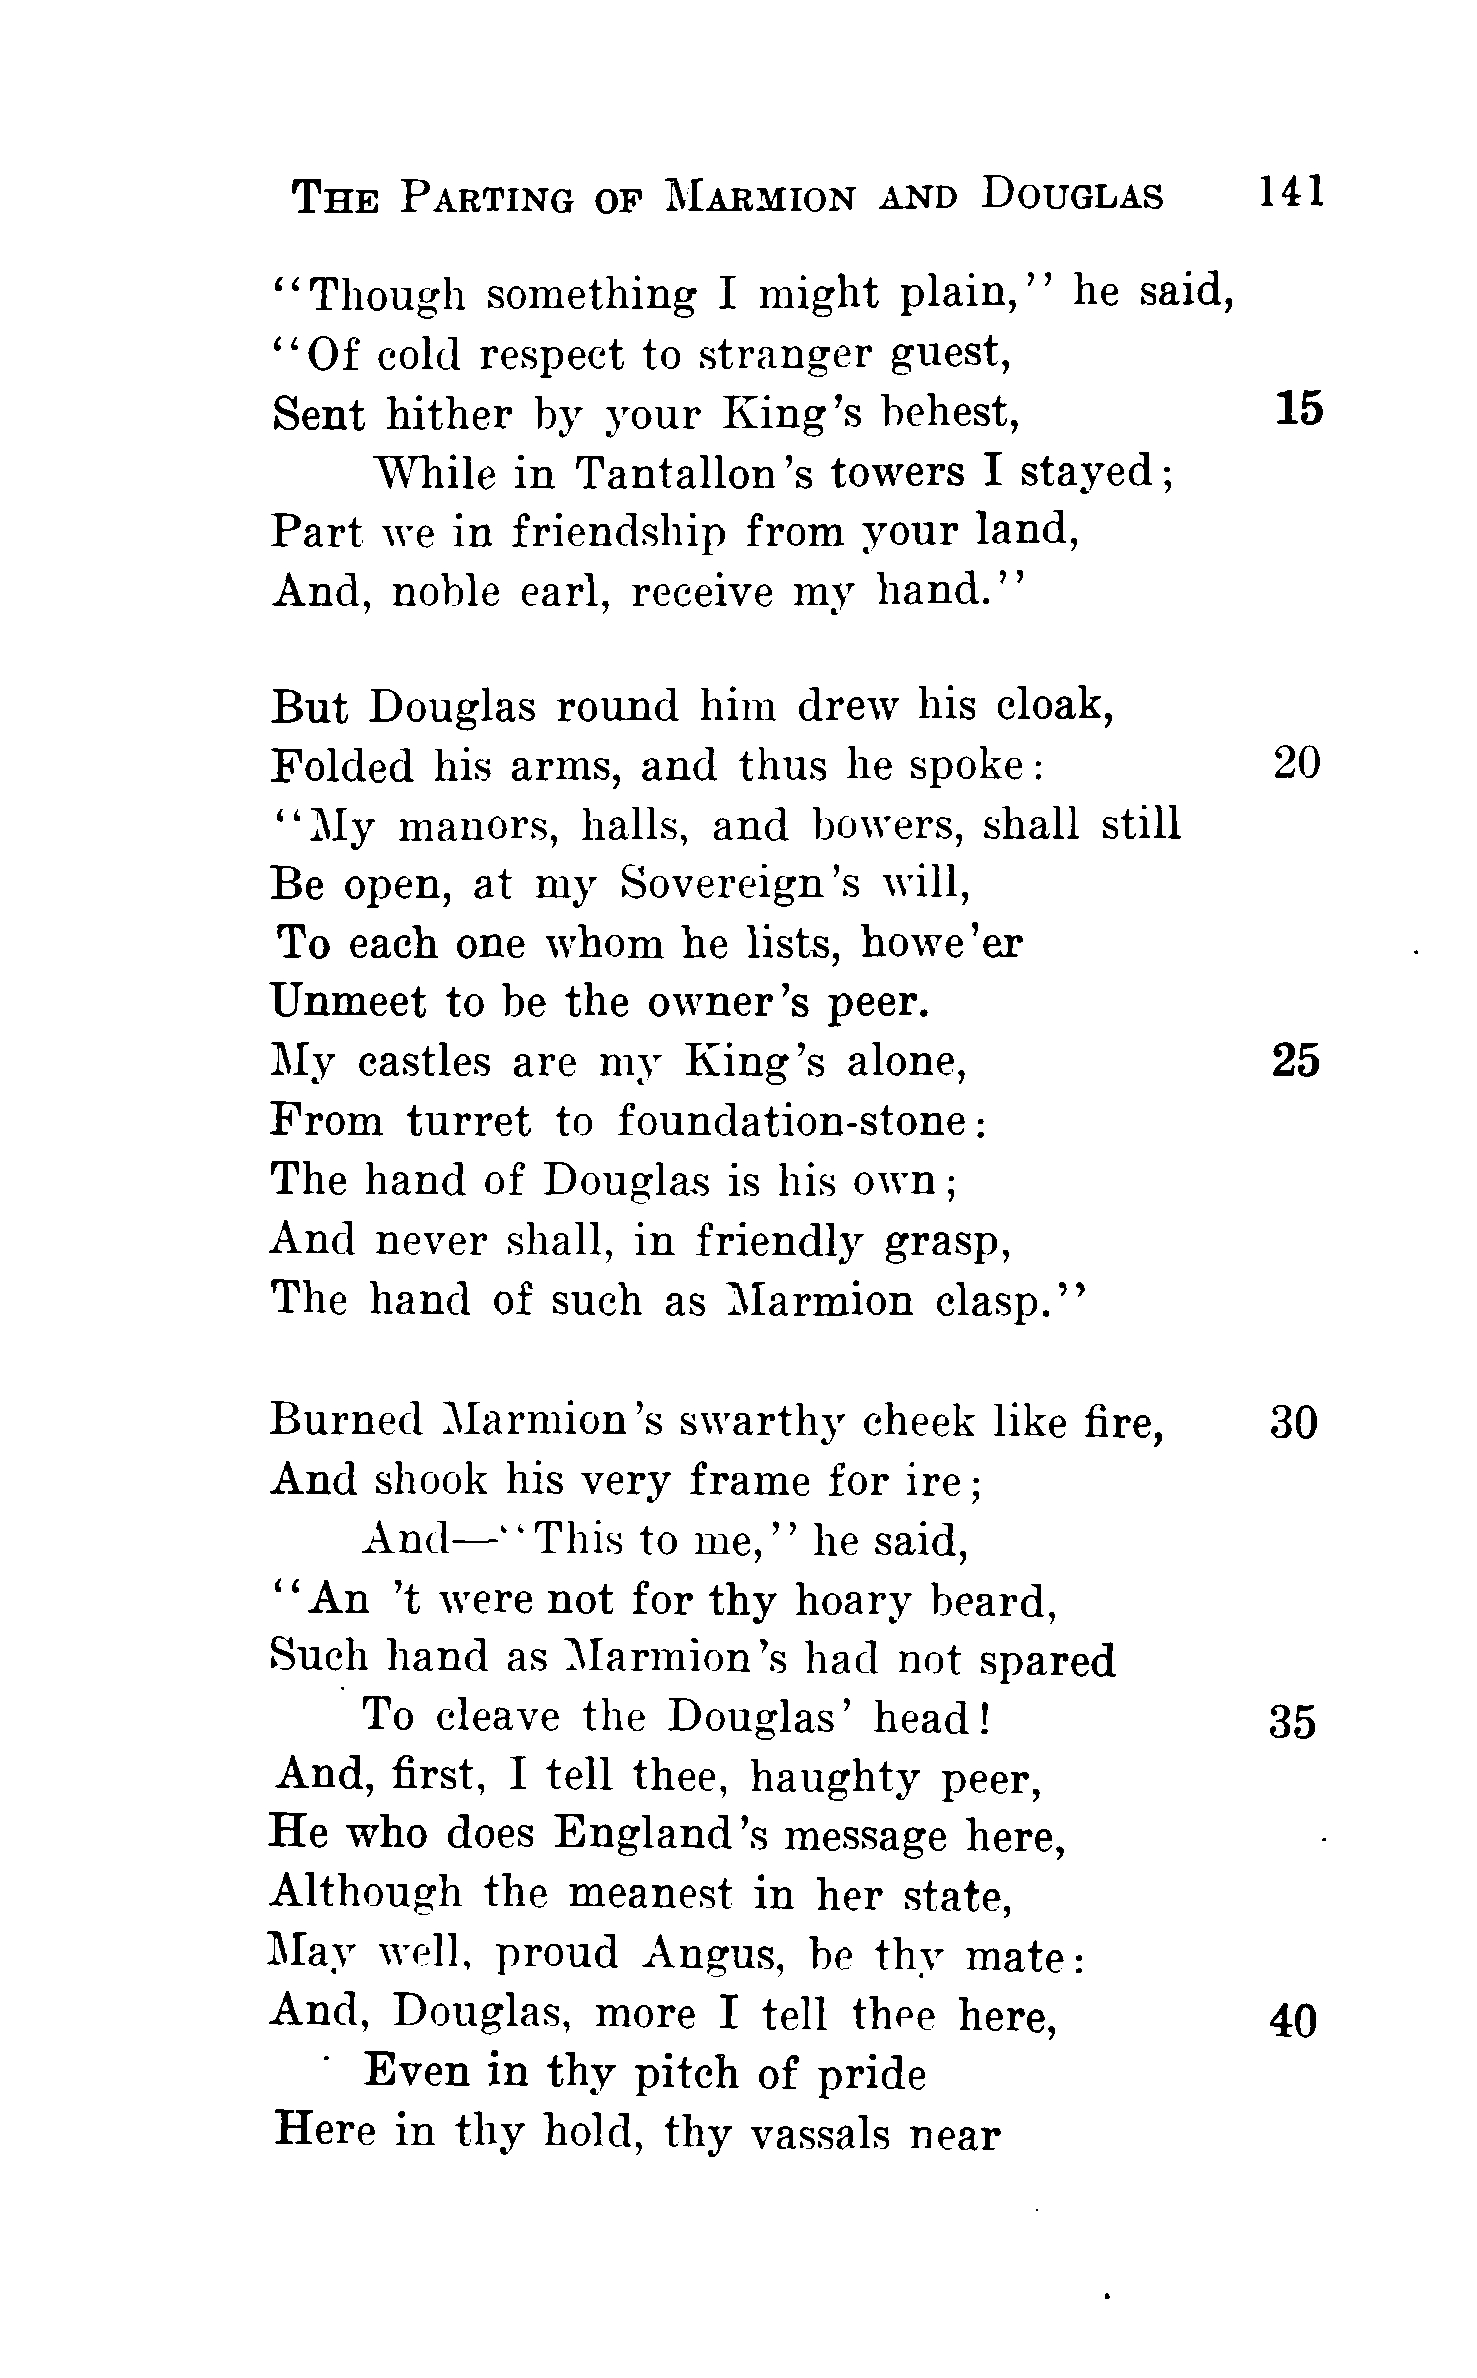 THE PARTING OF MARMION AND DOUGLAS 141
"Though something I might plain," he said,
"Of cold respect to stranger guest,
Sent hither by your King's behest, 15
While in Tantallon's towers I stayed;
Part we in friendship from your land,
And, noble earl, receive my hand."
But Douglas round him drew his cloak,
Folded his arms, and thus he spoke: 20
"My manors, halls, and bowers, shall still
Be open, at my Sovereign's will,
To each one whom he lists, howe'er
Unmeet to be the owner's peer.
My castles are my King's alone, 25
From turret to foundation-stone:
The hand of Douglas is his own;
And never shall, in friendly grasp,
The hand of such as Marmion clasp."
Burned Marmion's swarthy cheek like fire, 30
And shook his very frame for ire;
And—"This to me," he said,
"An 't were not for thy hoary beard,
Such hand as Marmion's had not spared
To cleave the Douglas' head! 35
And, first, I tell thee, haughty peer,
He who does England's message here,
Although the meanest in her state,
May well, proud Angus, be thy mate:
And, Douglas, more I tell thee here, 40
Even in thy pitch of pride
Here in thy hold, thy vassals near